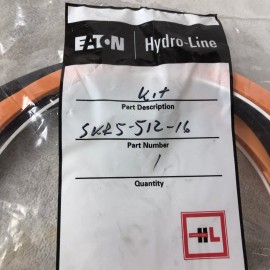 EATON Hydro-Line
Kit
Part Description
SKR5-512-16
Part Number
1
Quantity
HL